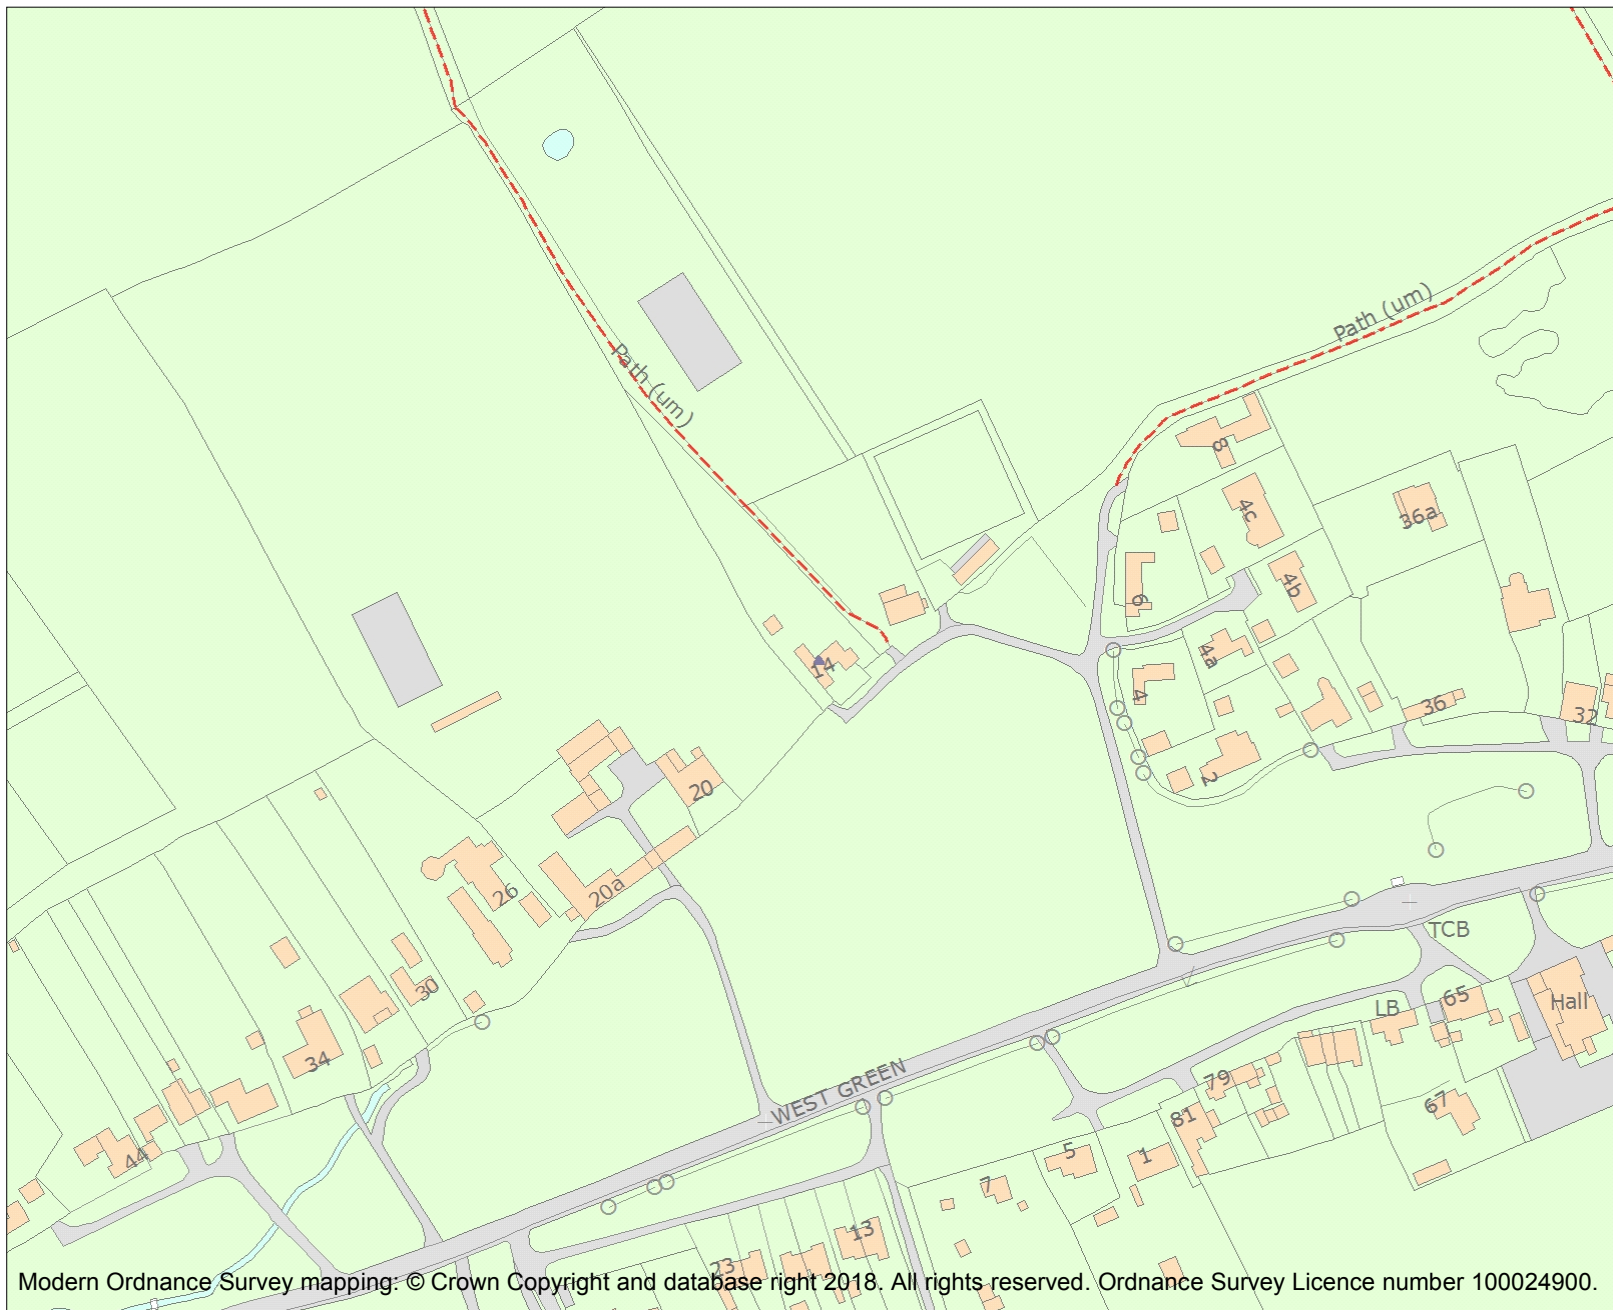 Path (um)
Path (um)
8
4c
36a
4b
6
4a
14
4
36
32
2
20
26
20a
TCB
30
65
LB
Hall
34
WEST GREEN
79
67
81
44
5
1
7
13
23
Modern Ordnance Survey mapping: © Crown Copyright and database right 2018. All rights reserved. Ordnance Survey Licence number 100024900.